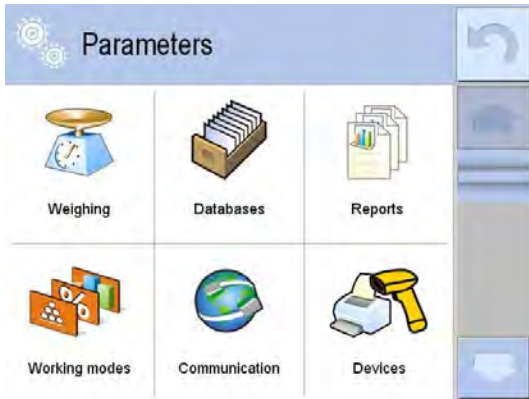 Parameters
Weighing Databases Reports
%
Working modes Communication Devices